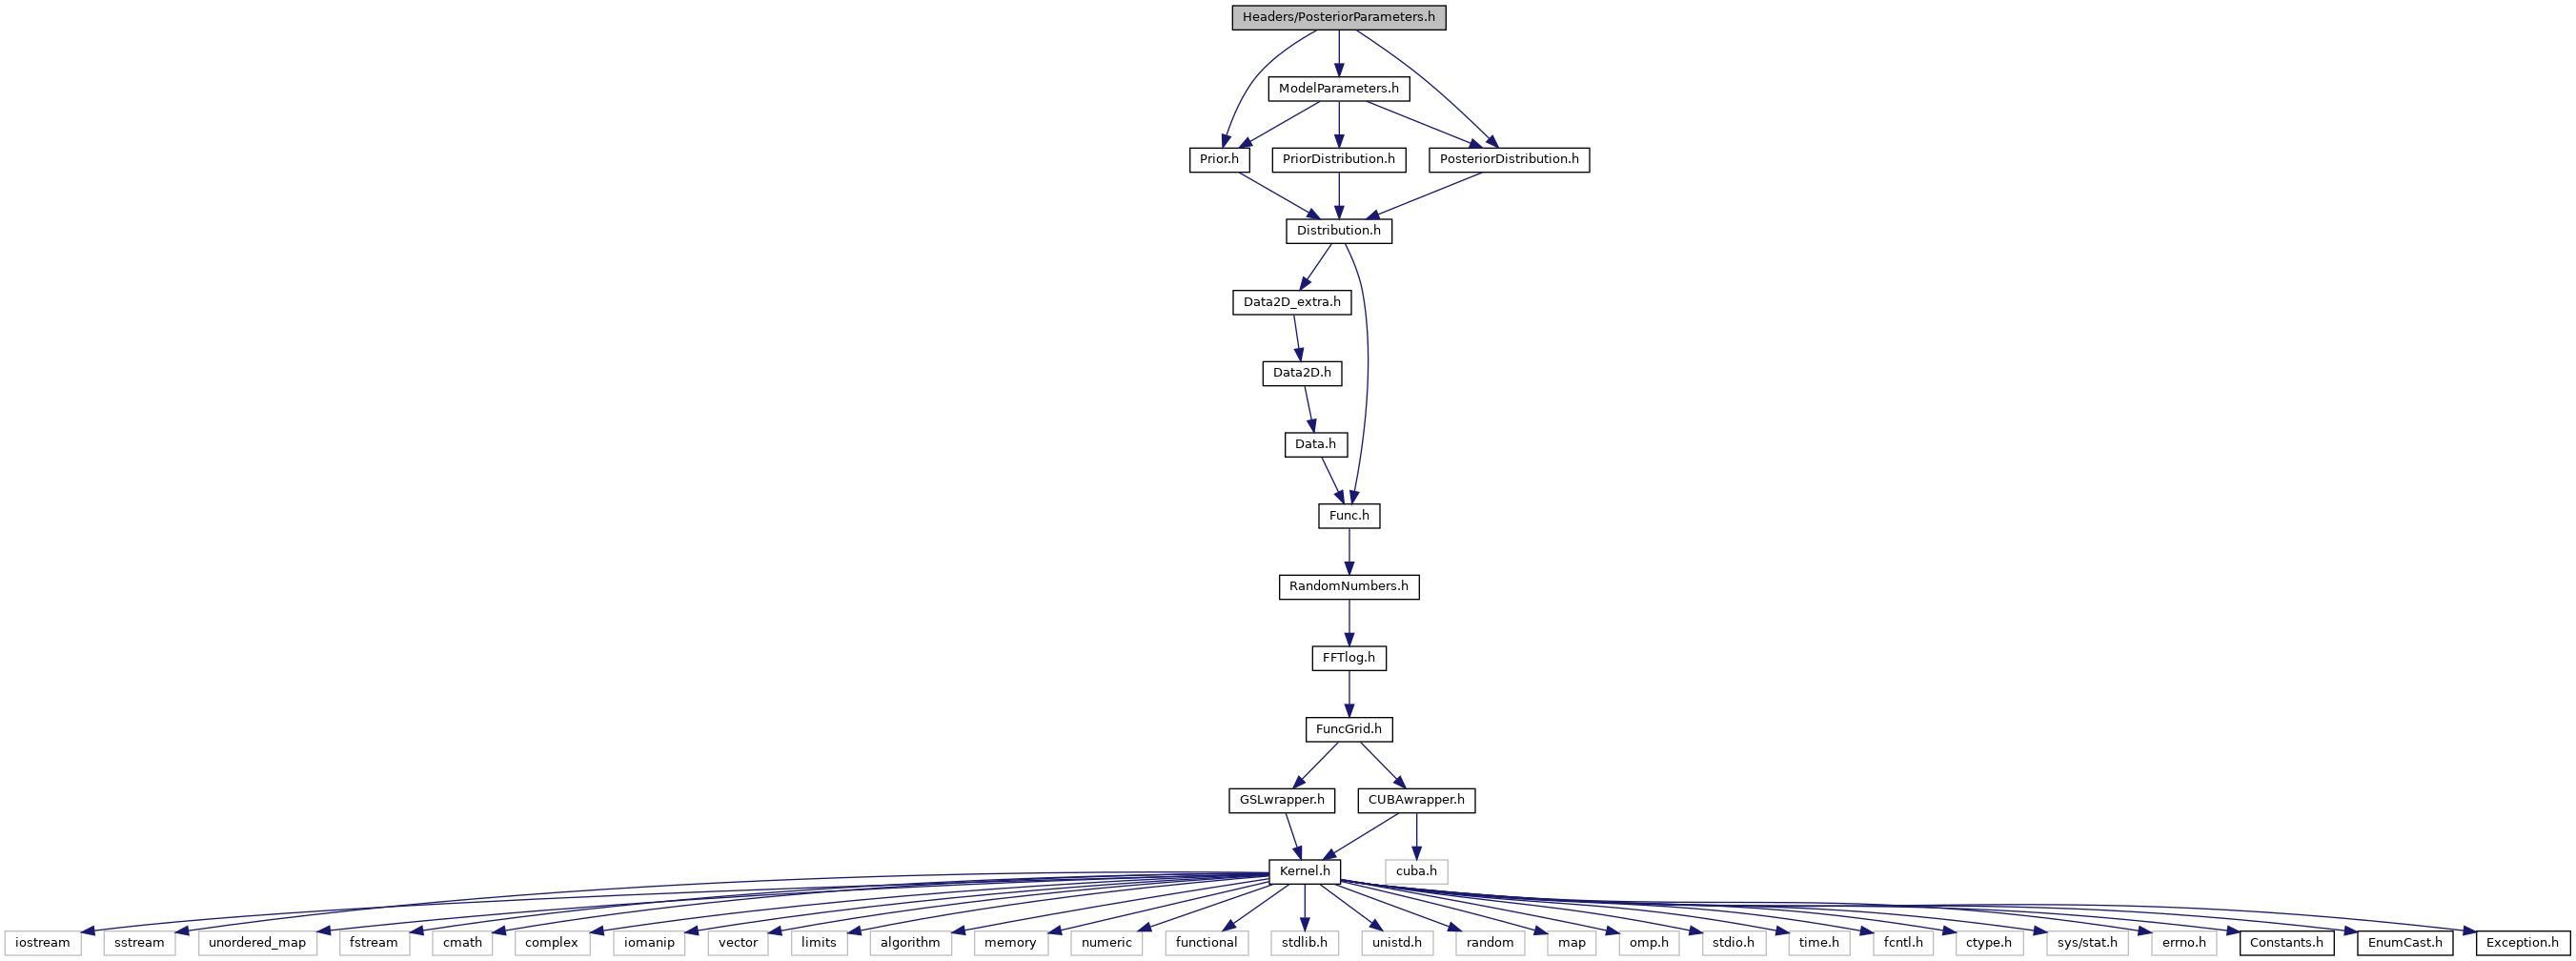 Headers/PosteriorParameters.h
ModelParameters.h
Prior.h
PriorDistribution.h
PosteriorDistribution.h
Distribution.h
Data2D_extra.h
Data2D.h
Data.h
Func.h
RandomNumbers.h
FFTlog.h
FuncGrid.h
GSLwrapper.h
CUBAwrapper.h
Kernel.h
cuba.h
iostream
sstream
unordered_map
fstream
cmath
complex
iomanip
vector
limits
algorithm
memory
numeric
functional
stdlib.h
unistd.h
random
map
omp.h
stdio.h
time.h
fcntl.h
ctype.h
sys/stat.h
errno.h
Constants.h
EnumCast.h
Exception.h